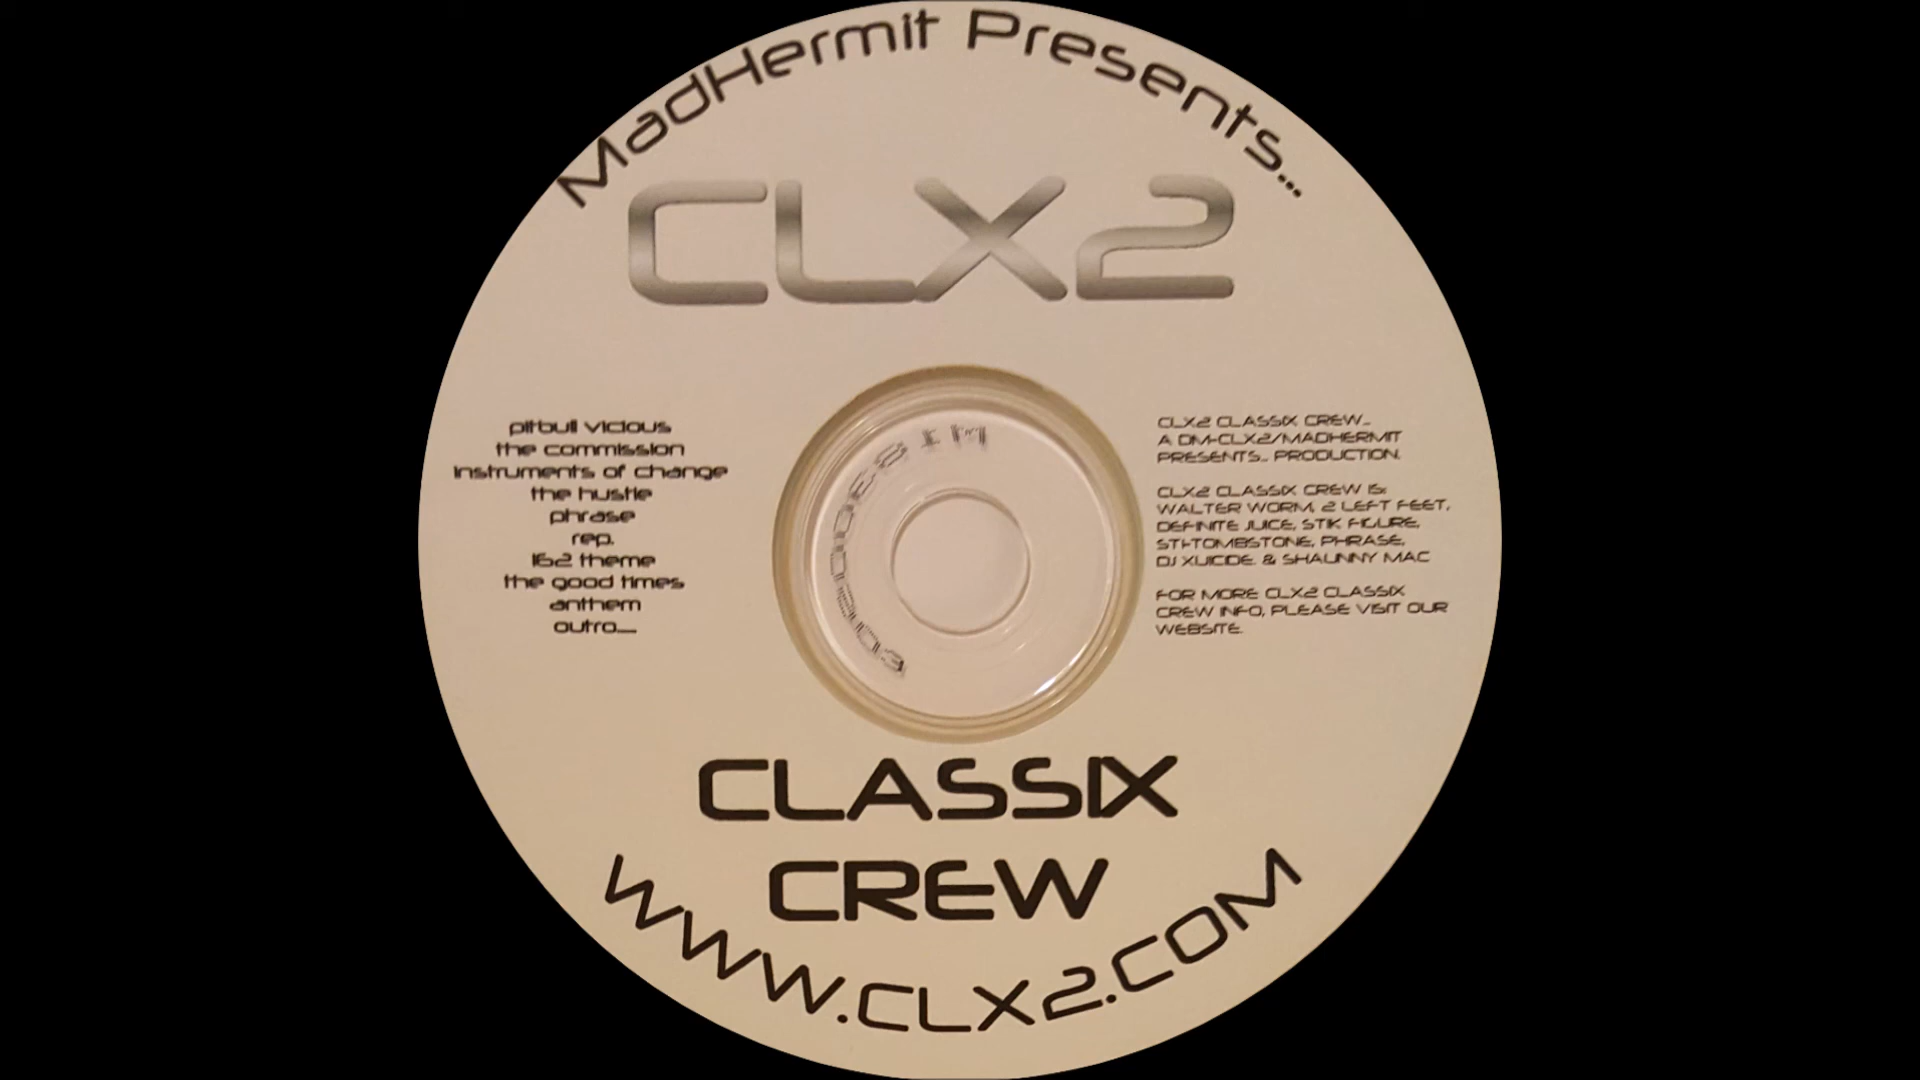 MadHermit Presents...
CLX2
pitbull vicious
the commission
instruments of change
the hustle
phrase
rep.
162 theme
the good times
anthem
outro...
CLX2 CLASSIX CREW...
A DM-CLX2/MADHERMIT
PRESENTS... PRODUCTION.
CLX2 CLASSIX CREW IS:
WALTER WORM, 2 LEFT FEET,
DEFINITE JUICE, STIK FIGURE,
STI-TOMBSTONE, PHRASE,
DJ XUICIDE. & SHAUNNY MAC
FOR MORE CLX2 CLASSIX
CREW INFO, PLEASE VISIT OUR
WEBSITE.
CLASSIX
CREW
WWW.CLX2.COM